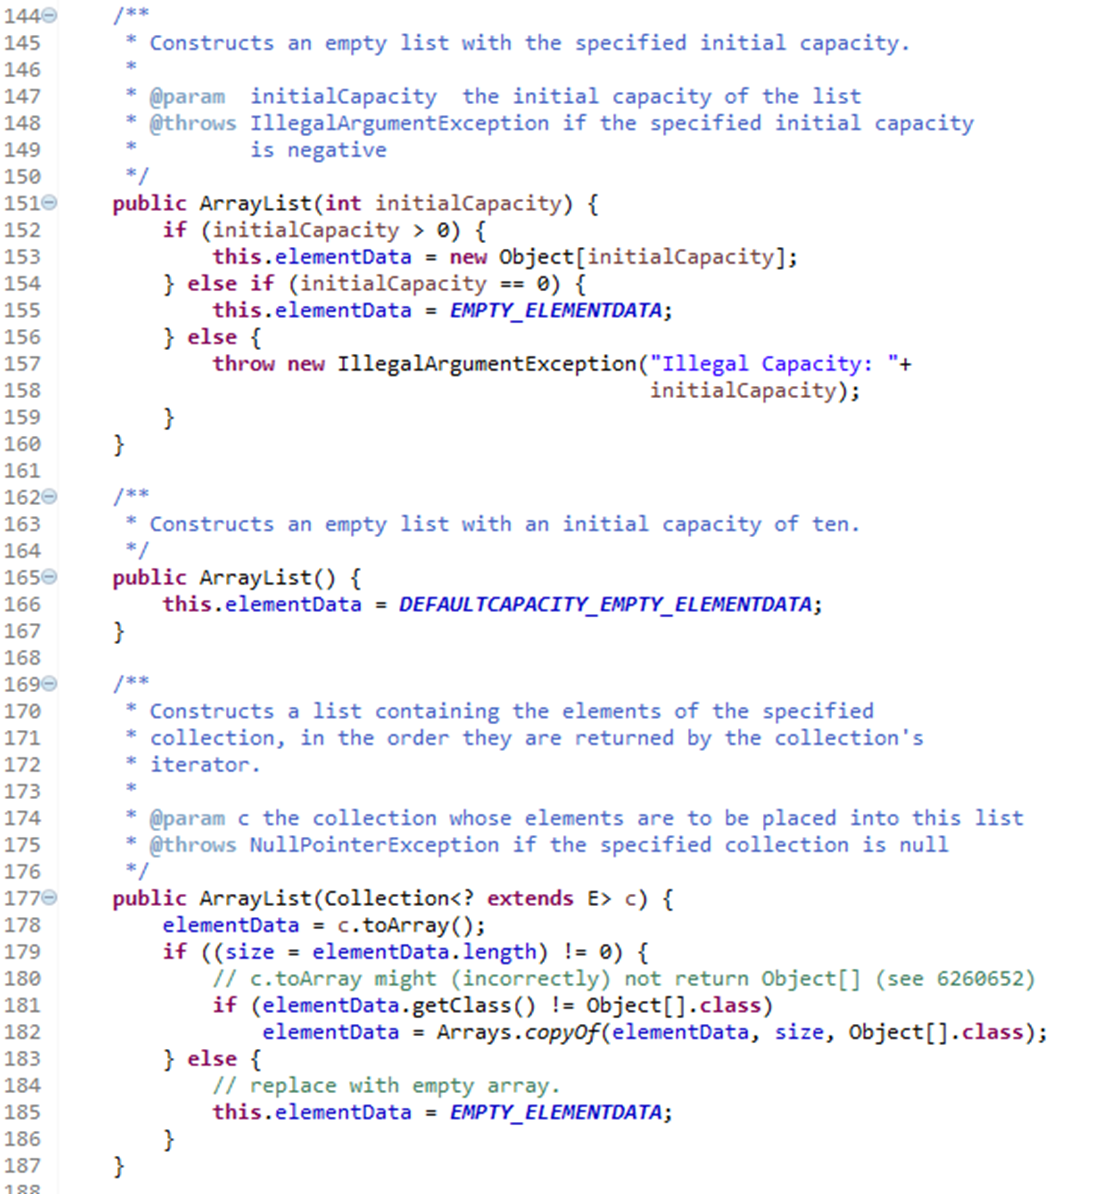 144 /**
145 * Constructs an empty list with the specified initial capacity.
146 *
147 * @param initialCapacity the initial capacity of the list
148 * @throws IllegalArgumentException if the specified initial capacity
149 * is negative
150 */
151 public ArrayList(int initialCapacity) {
152 if (initialCapacity > 0) {
153 this.elementData = new Object[initialCapacity];
154 } else if (initialCapacity == 0) {
155 this.elementData = EMPTY_ELEMENTDATA;
156 } else {
157 throw new IllegalArgumentException("Illegal Capacity: "+
158 initialCapacity);
159 }
160 }
161
162 /**
163 * Constructs an empty list with an initial capacity of ten.
164 */
165 public ArrayList() {
166 this.elementData = DEFAULTCAPACITY_EMPTY_ELEMENTDATA;
167 }
168
169 /**
170 * Constructs a list containing the elements of the specified
171 * collection, in the order they are returned by the collection's
172 * iterator.
173 *
174 * @param c the collection whose elements are to be placed into this list
175 * @throws NullPointerException if the specified collection is null
176 */
177 public ArrayList(Collection<? extends E> c) {
178 elementData = c.toArray();
179 if ((size = elementData.length) != 0) {
180 // c.toArray might (incorrectly) not return Object[] (see 6260652)
181 if (elementData.getClass() != Object[].class)
182 elementData = Arrays.copyOf(elementData, size, Object[].class);
183 } else {
184 // replace with empty array.
185 this.elementData = EMPTY_ELEMENTDATA;
186 }
187 }
188